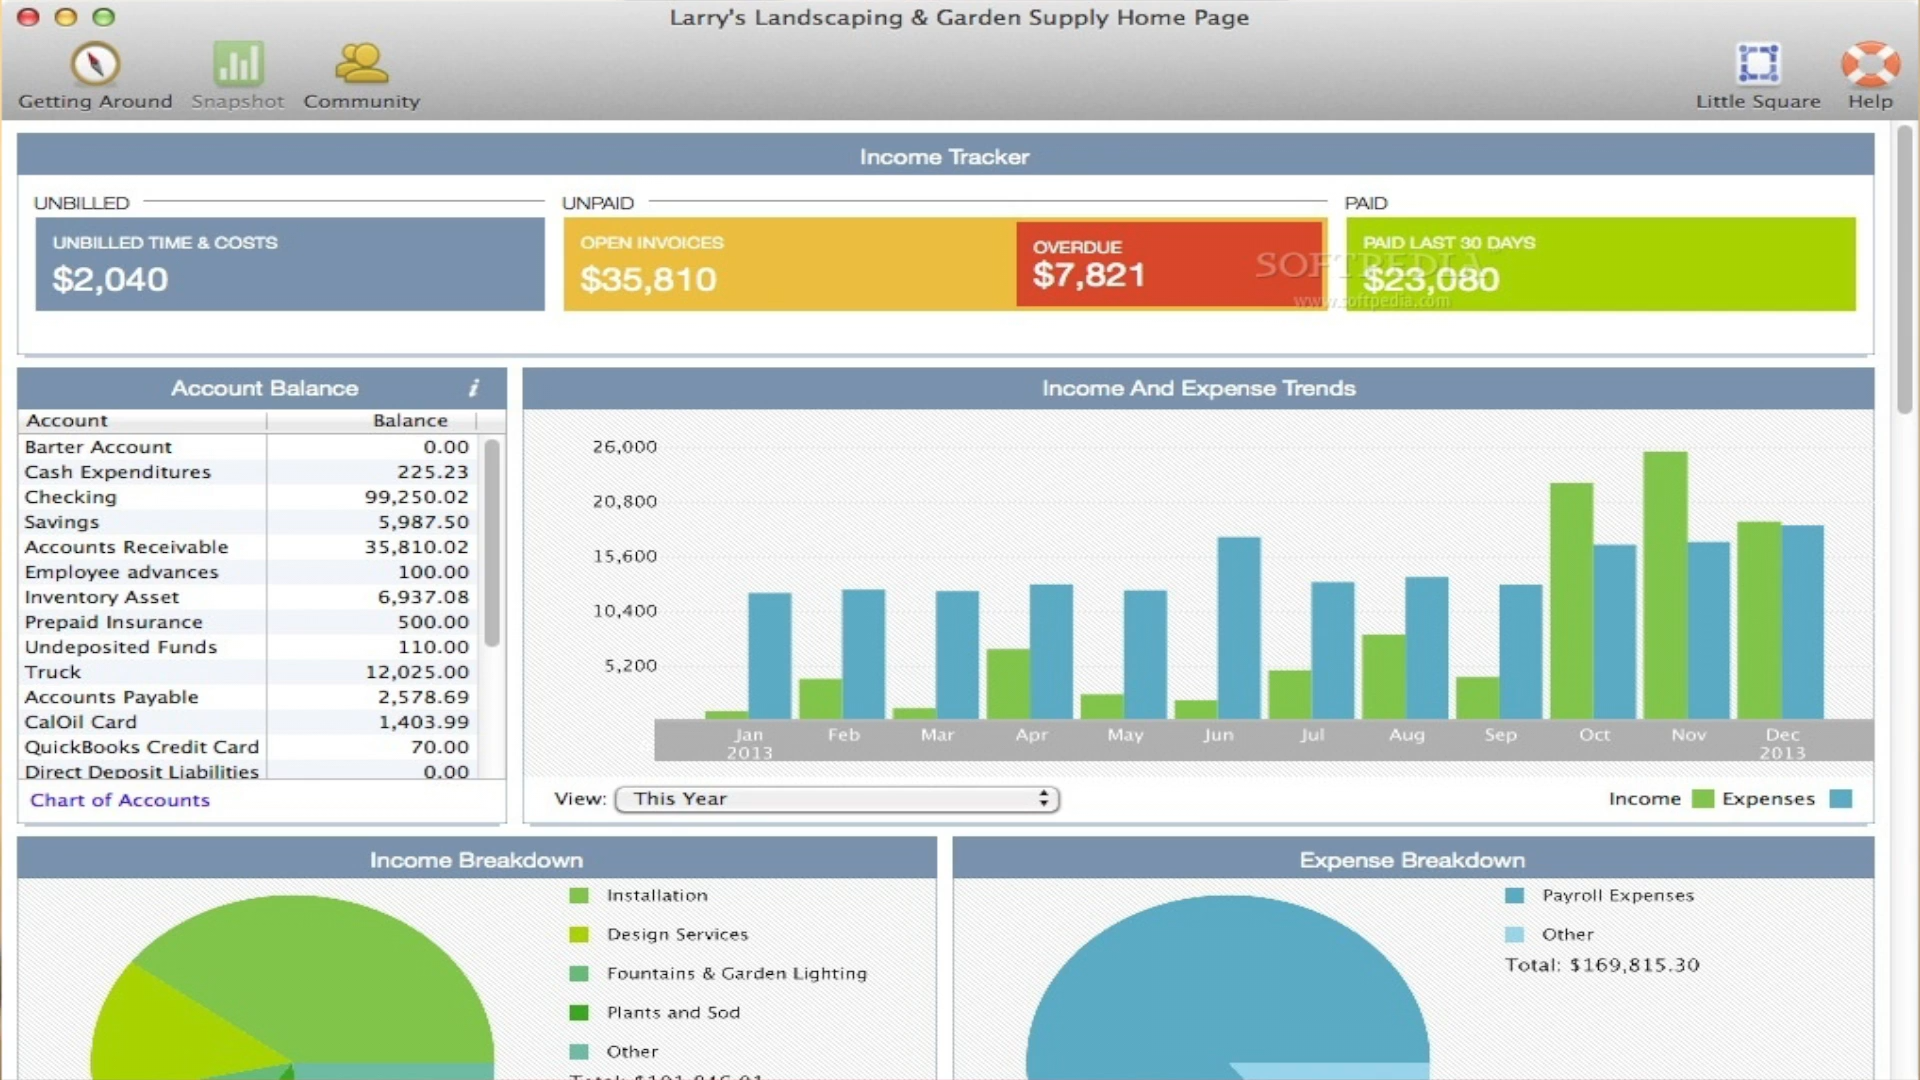 Larry's Landscaping & Garden Supply Home Page
Getting Around Snapshot Community Little Square Help
Income Tracker
UNBILLED UNPAID PAID
UNBILLED TIME & COSTS
$2,040
OPEN INVOICES
$35,810
OVERDUE
$7,821
PAID LAST 30 DAYS
$23,080
SOFTPEDIA
www.softpedia.com
Account Balance i
Account Balance
Barter Account 0.00
Cash Expenditures 225.23
Checking 99,250.02
Savings 5,987.50
Accounts Receivable 35,810.02
Employee advances 100.00
Inventory Asset 6,937.08
Prepaid Insurance 500.00
Undeposited Funds 110.00
Truck 12,025.00
Accounts Payable 2,578.69
CalOil Card 1,403.99
QuickBooks Credit Card 70.00
Direct Deposit Liabilities 0.00
Chart of Accounts
Income And Expense Trends
26,000
20,800
15,600
10,400
5,200
Jan Feb Mar Apr May Jun Jul Aug Sep Oct Nov Dec
2013 2013
View: This Year
Income Expenses
Income Breakdown
Installation
Design Services
Fountains & Garden Lighting
Plants and Sod
Other
Expense Breakdown
Payroll Expenses
Other
Total: $169,815.30